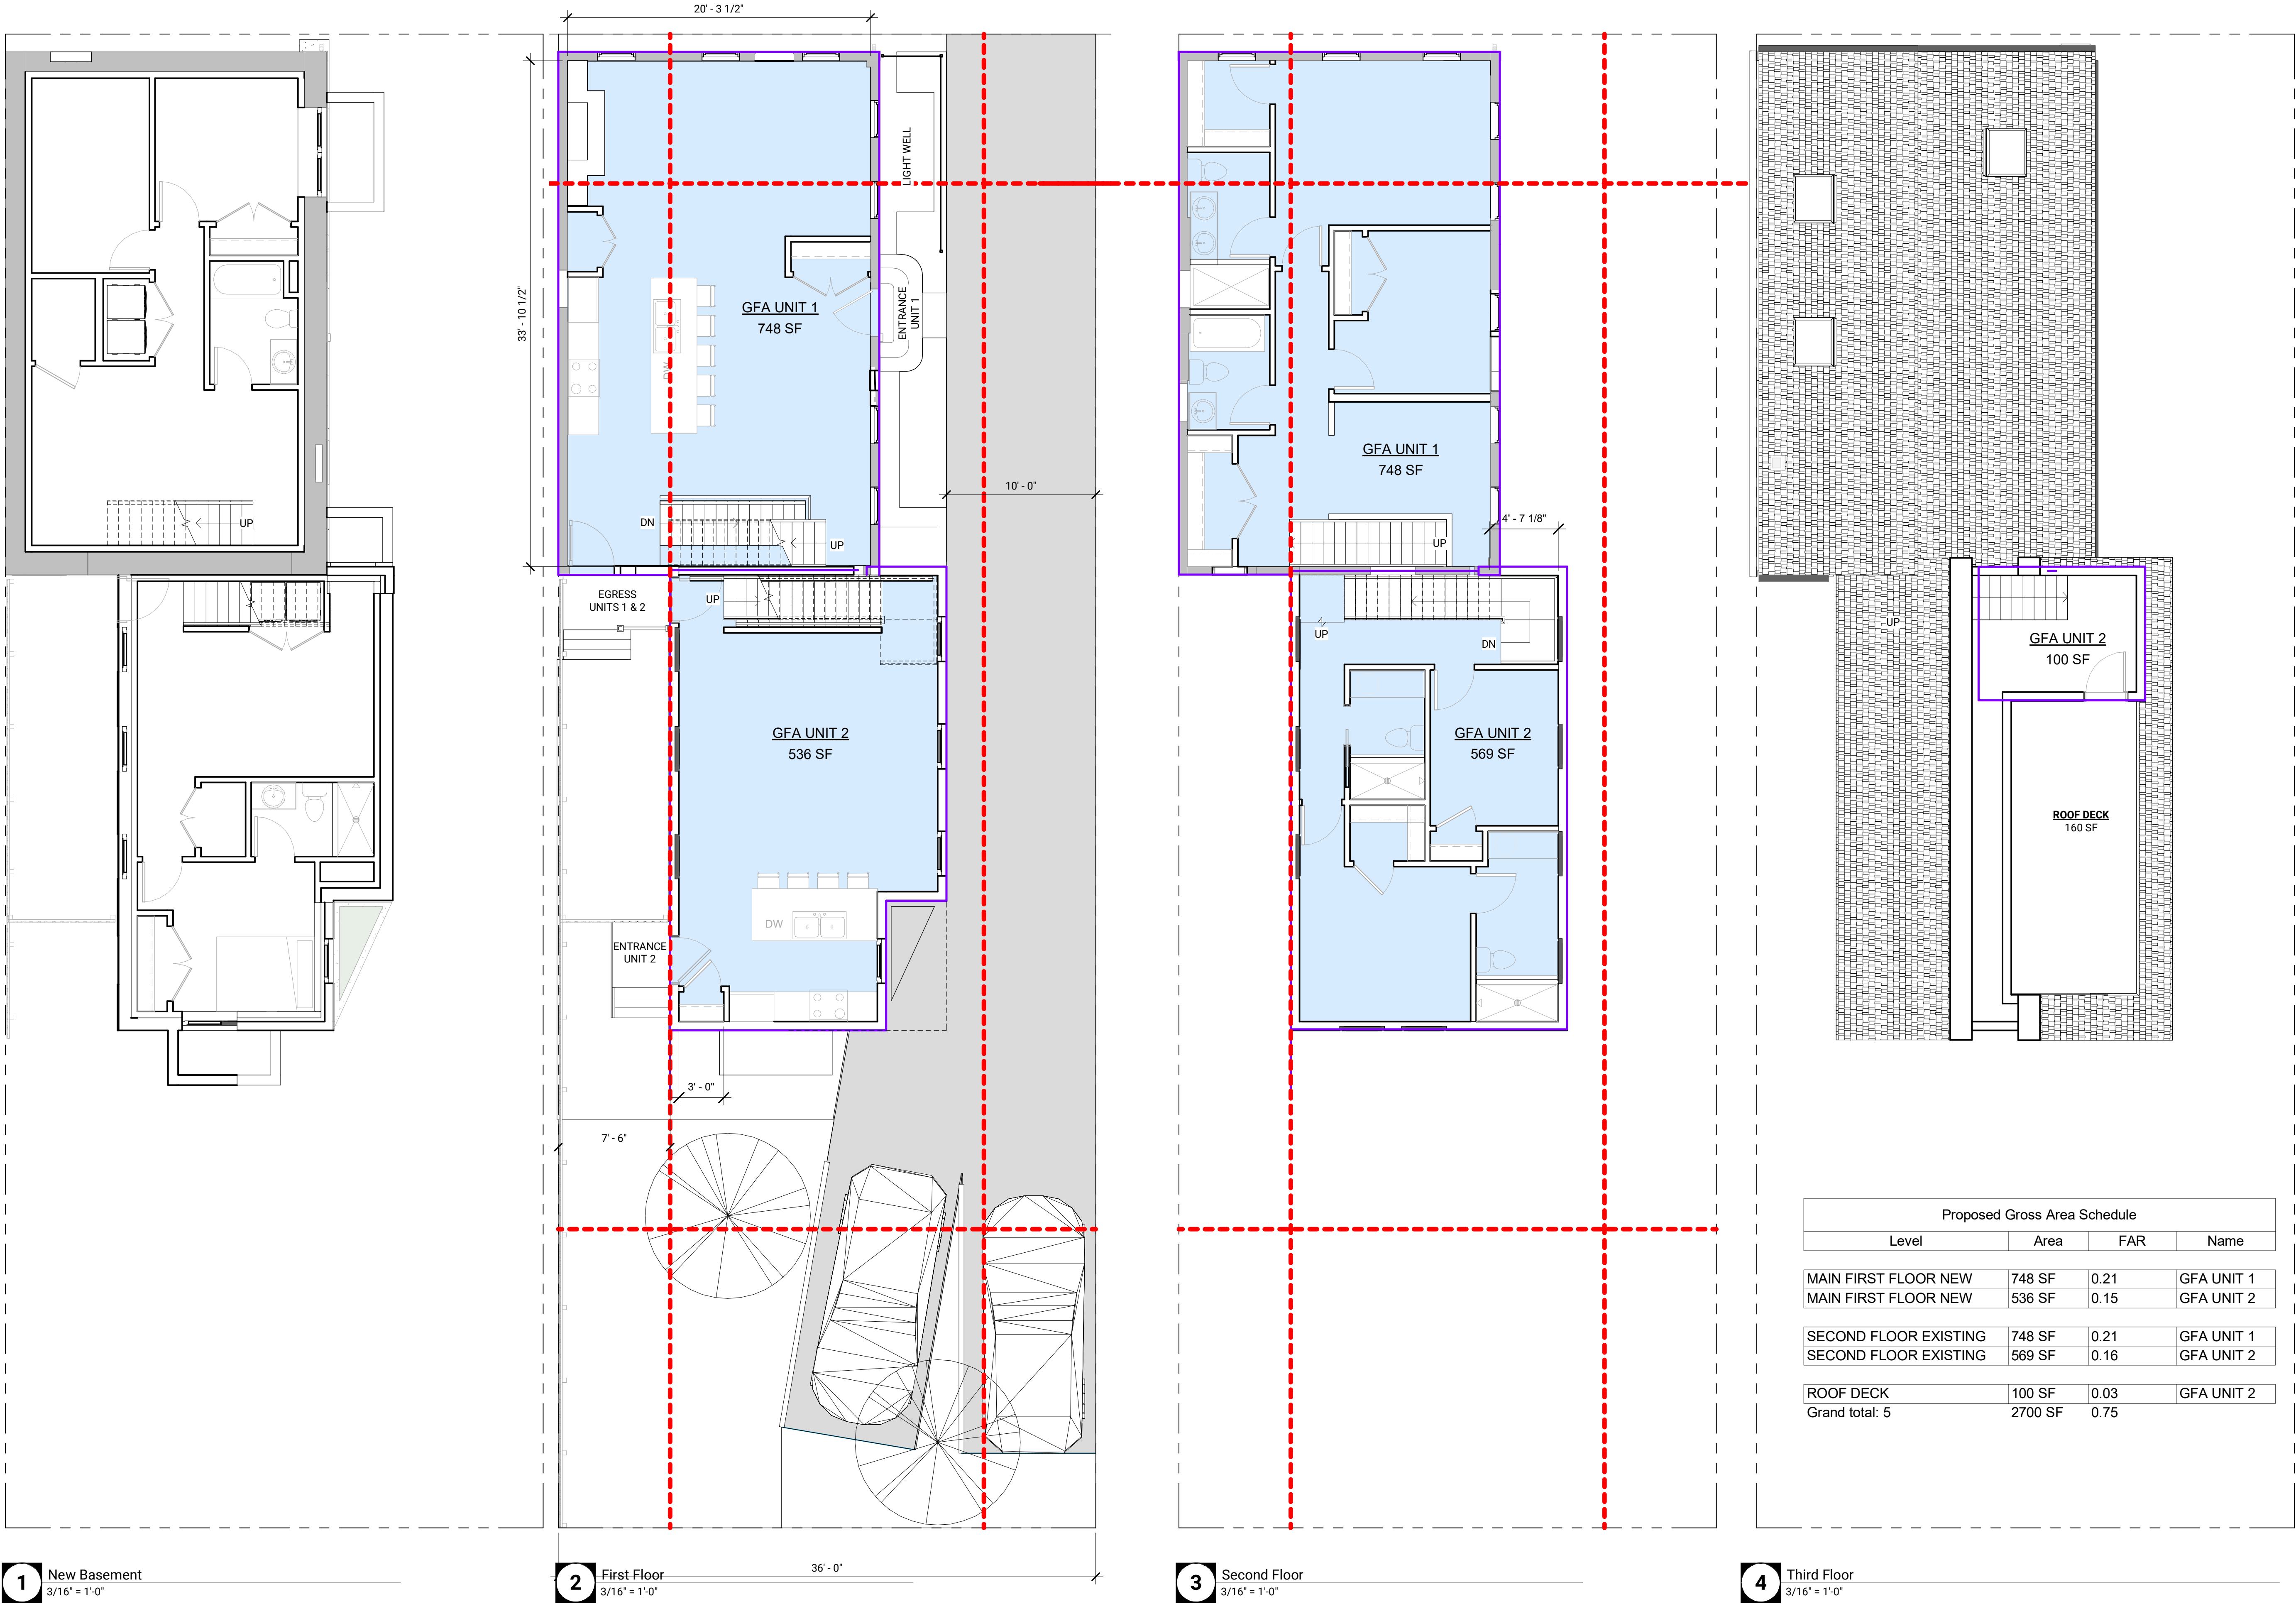 UP
1
New Basement
3/16" = 1'-0"
20' - 3 1/2"
33' - 10 1/2"
LIGHT WELL
ENTRANCE
UNIT 1
GFA UNIT 1
748 SF
DW
10' - 0"
DN
UP
EGRESS
UNITS 1 & 2
UP
GFA UNIT 2
536 SF
DW
ENTRANCE
UNIT 2
3' - 0"
7' - 6"
36' - 0"
2
First Floor
3/16" = 1'-0"
GFA UNIT 1
748 SF
4' - 7 1/8"
UP
UP
DN
GFA UNIT 2
569 SF
3
Second Floor
3/16" = 1'-0"
UP
GFA UNIT 2
100 SF
ROOF DECK
160 SF
Proposed Gross Area Schedule
Level Area FAR Name
MAIN FIRST FLOOR NEW 748 SF 0.21 GFA UNIT 1
MAIN FIRST FLOOR NEW 536 SF 0.15 GFA UNIT 2
SECOND FLOOR EXISTING 748 SF 0.21 GFA UNIT 1
SECOND FLOOR EXISTING 569 SF 0.16 GFA UNIT 2
ROOF DECK 100 SF 0.03 GFA UNIT 2
Grand total: 5 2700 SF 0.75
4
Third Floor
3/16" = 1'-0"